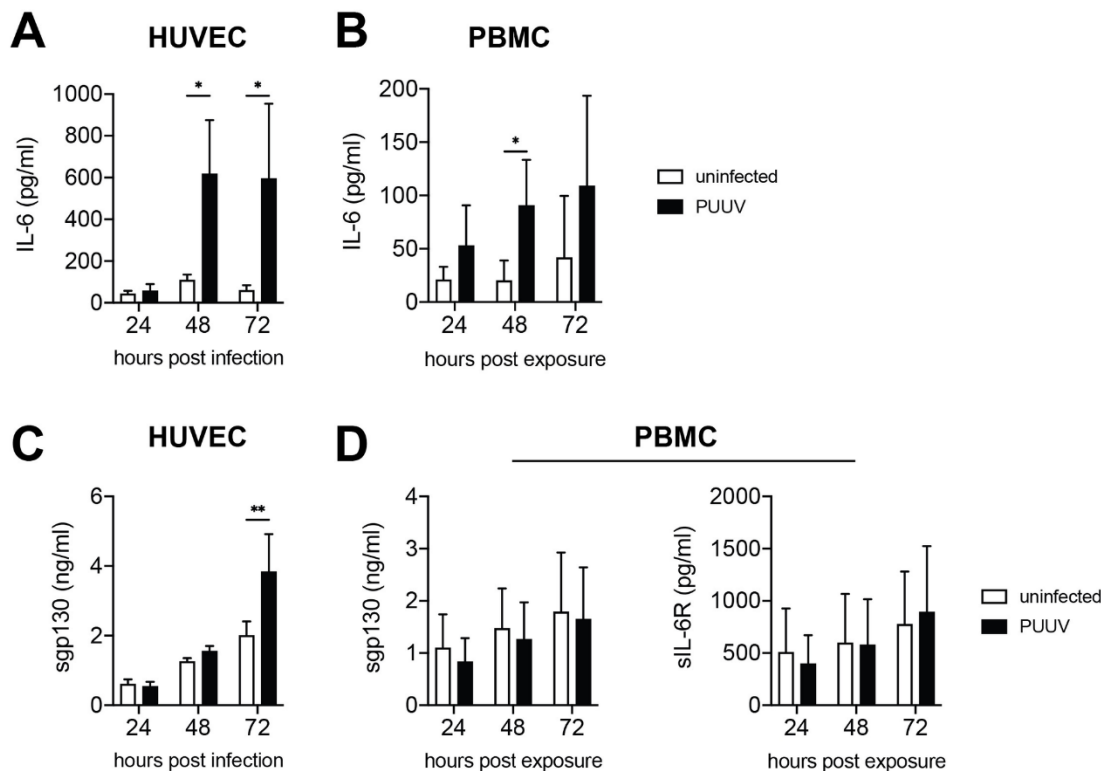 A HUVEC
B PBMC
IL-6 (pg/ml)
1000
800
600
400
200
0
* *
24 48 72
hours post infection
IL-6 (pg/ml)
200
150
100
50
0
*
24 48 72
hours post exposure
uninfected
PUUV
C HUVEC
D PBMC
sgp130 (ng/ml)
6
4
2
0
**
24 48 72
hours post infection
sgp130 (ng/ml)
4
3
2
1
0
24 48 72
hours post exposure
sIL-6R (pg/ml)
2000
1500
1000
500
0
24 48 72
hours post exposure
uninfected
PUUV